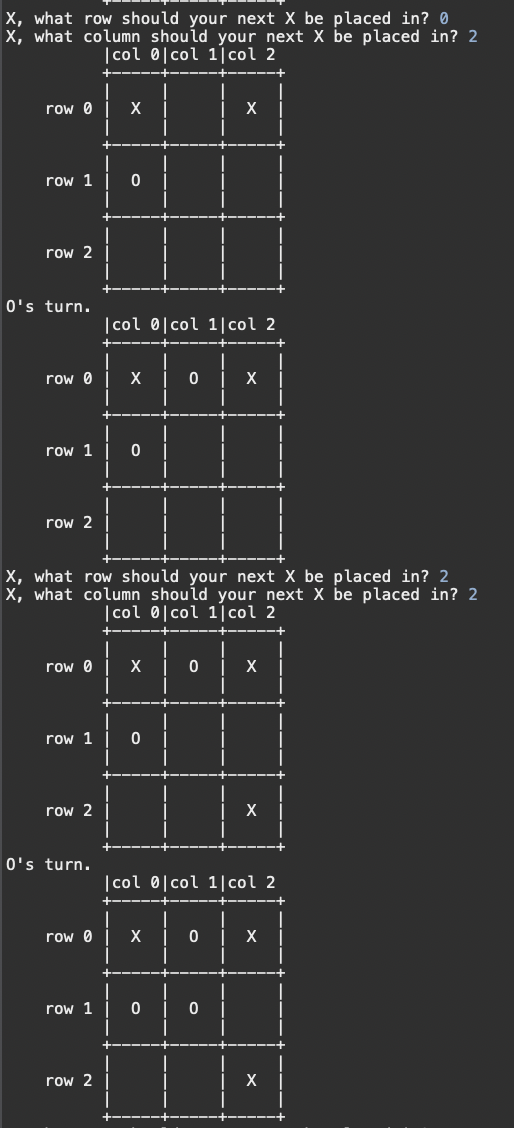 X, what row should your next X be placed in? 0
X, what column should your next X be placed in? 2
|col 0|col 1|col 2
+-----+-----+-----+
| | | |
row 0 | X | | X |
| | | |
+-----+-----+-----+
| | | |
row 1 | O | | |
| | | |
+-----+-----+-----+
| | | |
row 2 | | | |
| | | |
+-----+-----+-----+
O's turn.
|col 0|col 1|col 2
+-----+-----+-----+
| | | |
row 0 | X | O | X |
| | | |
+-----+-----+-----+
| | | |
row 1 | O | | |
| | | |
+-----+-----+-----+
| | | |
row 2 | | | |
| | | |
+-----+-----+-----+
X, what row should your next X be placed in? 2
X, what column should your next X be placed in? 2
|col 0|col 1|col 2
+-----+-----+-----+
| | | |
row 0 | X | O | X |
| | | |
+-----+-----+-----+
| | | |
row 1 | O | | |
| | | |
+-----+-----+-----+
| | | |
row 2 | | | X |
| | | |
+-----+-----+-----+
O's turn.
|col 0|col 1|col 2
+-----+-----+-----+
| | | |
row 0 | X | O | X |
| | | |
+-----+-----+-----+
| | | |
row 1 | O | O | |
| | | |
+-----+-----+-----+
| | | |
row 2 | | | X |
| | | |
+-----+-----+-----+